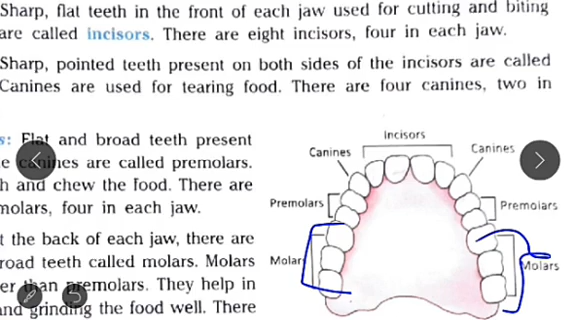 Sharp, flat teeth in the front of each jaw used for cutting and biting
are called incisors. There are eight incisors, four in each jaw.
Sharp, pointed teeth present on both sides of the incisors are called
Canines are used for tearing food. There are four canines, two in
s: Flat and broad teeth present
e canines are called premolars.
h and chew the food. There are
molars, four in each jaw.
t the back of each jaw, there are
road teeth called molars. Molars
er than premolars. They help in
and grinding the food well. There
Incisors
Canines
Canines
Premolars
Premolars
Molar
Molars